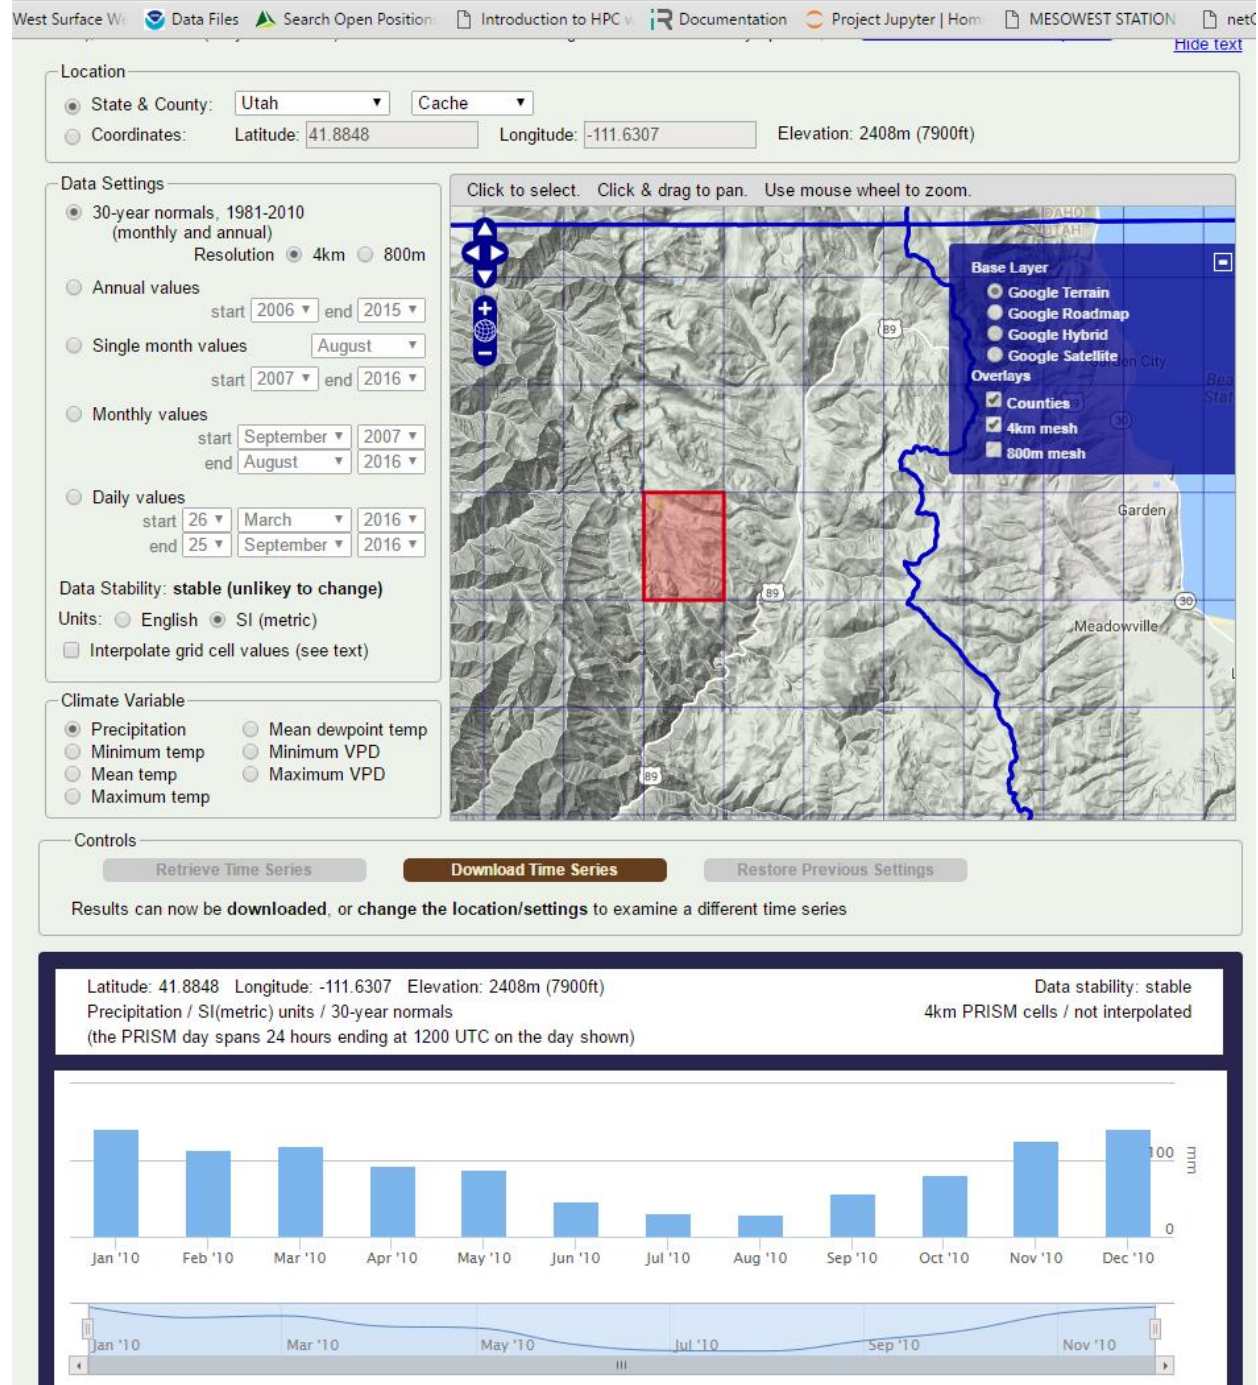 West Surface We Data Files Search Open Position Introduction to HPC w Documentation Project Jupyter | Hom MESOWEST STATION netC
Hide text
Location
State & County: Utah Cache
Coordinates: Latitude: 41.8848 Longitude: -111.6307 Elevation: 2408m (7900ft)
Data Settings
30-year normals, 1981-2010
(monthly and annual)
Resolution 4km 800m
Annual values
start 2006 end 2015
Single month values August
start 2007 end 2016
Monthly values
start September 2007
end August 2016
Daily values
start 26 March 2016
end 25 September 2016
Data Stability: stable (unlikey to change)
Units: English SI (metric)
Interpolate grid cell values (see text)
Climate Variable
Precipitation Mean dewpoint temp
Minimum temp Minimum VPD
Mean temp Maximum VPD
Maximum temp
Click to select. Click & drag to pan. Use mouse wheel to zoom.
IDAHO
UTAH
Base Layer
Google Terrain
Google Roadmap
Google Hybrid
Google Satellite
Overlays
Counties
4km mesh
800m mesh
89
Garden City
Bea
Stat
30
Garden
89
30
Meadowville
L
89
Controls
Retrieve Time Series Download Time Series Restore Previous Settings
Results can now be downloaded, or change the location/settings to examine a different time series
Latitude: 41.8848 Longitude: -111.6307 Elevation: 2408m (7900ft) Data stability: stable
Precipitation / SI(metric) units / 30-year normals 4km PRISM cells / not interpolated
(the PRISM day spans 24 hours ending at 1200 UTC on the day shown)
100 mm
0
Jan '10 Feb '10 Mar '10 Apr '10 May '10 Jun '10 Jul '10 Aug '10 Sep '10 Oct '10 Nov '10 Dec '10
Jan '10 Mar '10 May '10 Jul '10 Sep '10 Nov '10